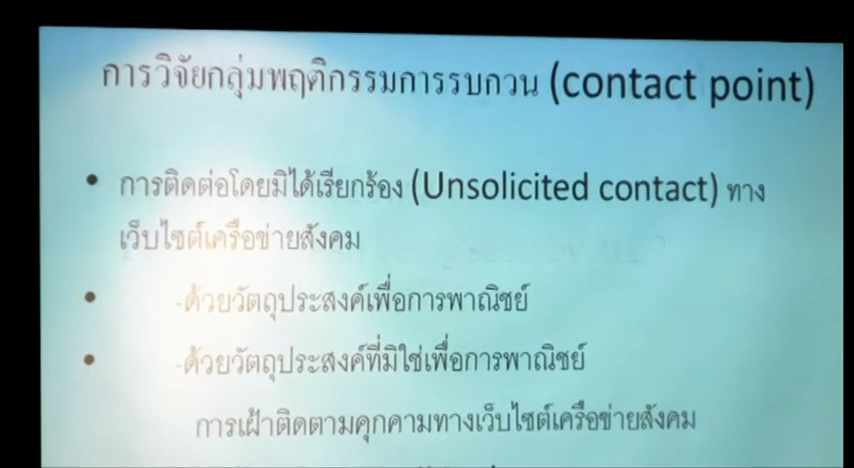 การวิจัยกลุ่มพฤติกรรมการรบกวน (contact point)
• การติดต่อโดยมิได้เรียกร้อง (Unsolicited contact) ทาง
เว็บไซต์เครือข่ายสังคม
• -ด้วยวัตถุประสงค์เพื่อการพาณิชย์
• -ด้วยวัตถุประสงค์ที่มิใช่เพื่อการพาณิชย์
การเฝ้าติดตามคุกคามทางเว็บไซต์เครือข่ายสังคม